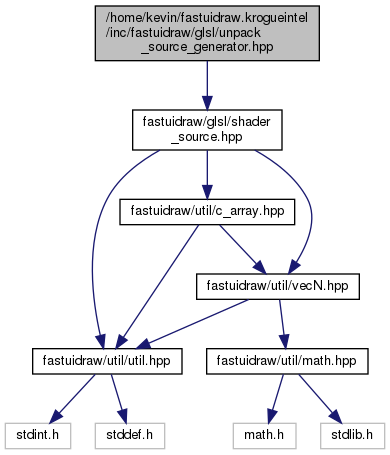 /home/kevin/fastuidraw.krogueintel
/inc/fastuidraw/glsl/unpack
_source_generator.hpp
fastuidraw/glsl/shader
_source.hpp
fastuidraw/util/c_array.hpp
fastuidraw/util/vecN.hpp
fastuidraw/util/util.hpp
fastuidraw/util/math.hpp
stdint.h
stddef.h
math.h
stdlib.h